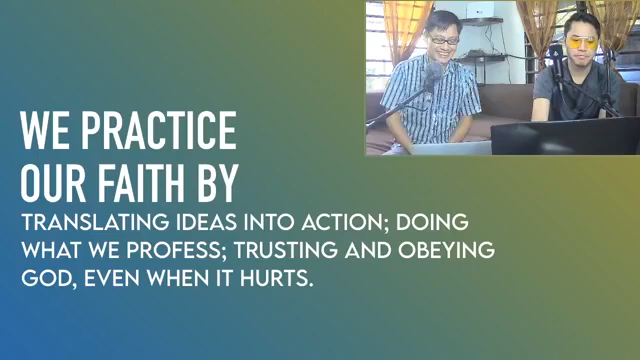 WE PRACTICE
OUR FAITH BY
TRANSLATING IDEAS INTO ACTION; DOING
WHAT WE PROFESS; TRUSTING AND OBEYING
GOD, EVEN WHEN IT HURTS.